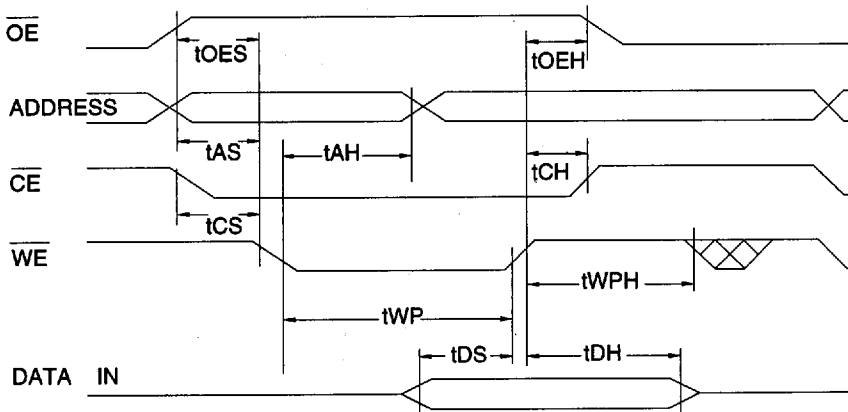 OE
tOES
tOEH
ADDRESS
tAS
tAH
CE
tCS
tCH
WE
tWP
tWPH
tDS
tDH
DATA IN